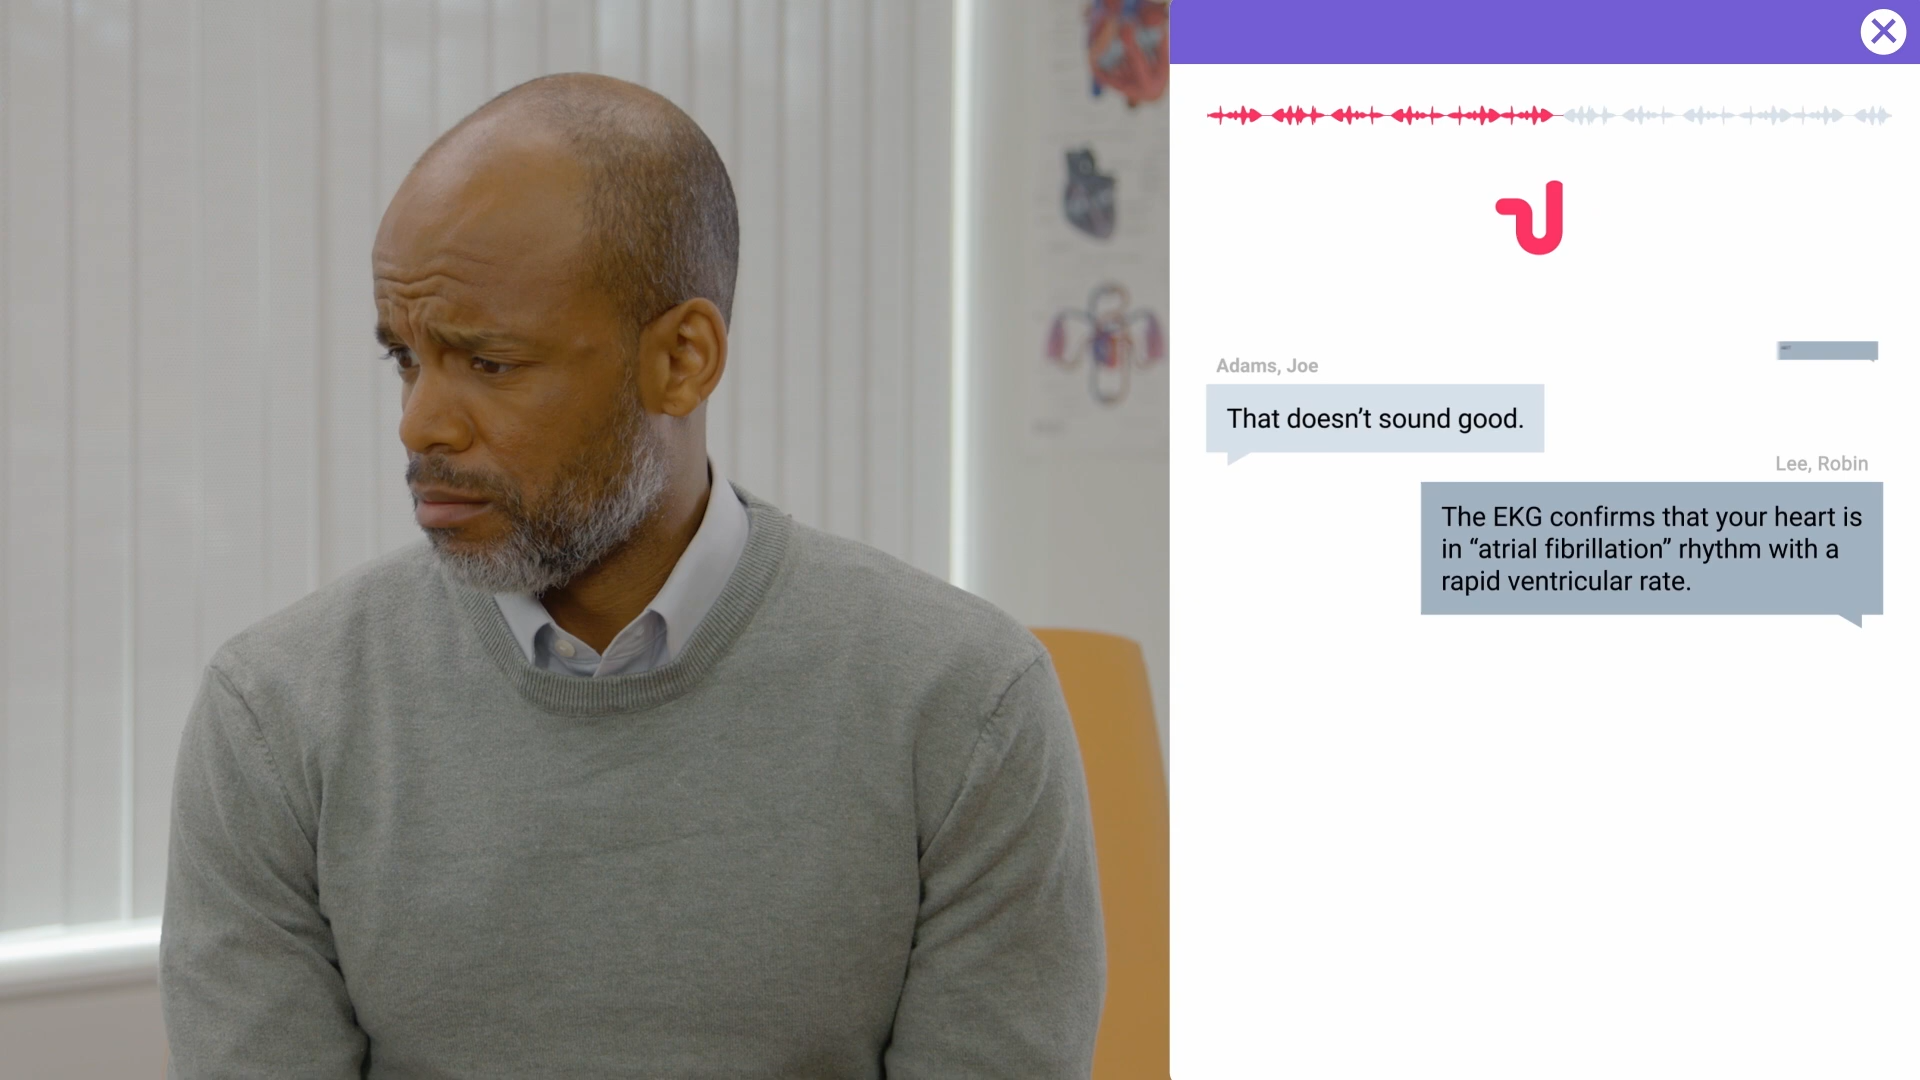 Adams, Joe
That doesn’t sound good.
Lee, Robin
The EKG confirms that your heart is
in “atrial fibrillation” rhythm with a
rapid ventricular rate.